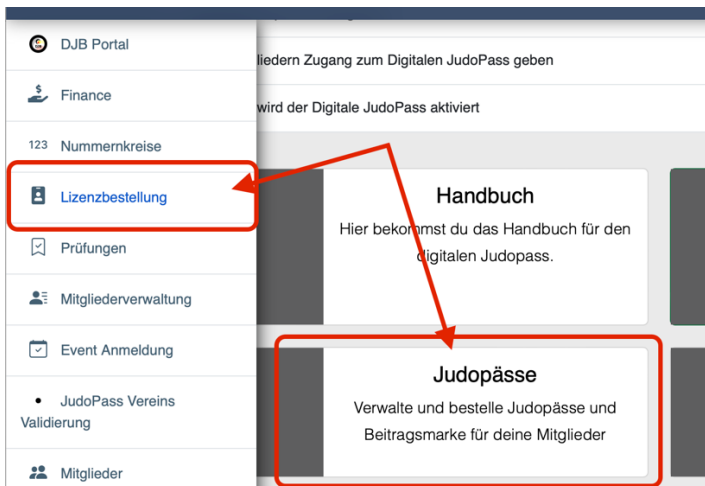 DJB Portal
Finance
123 Nummernkreise
Lizenzbestellung
Prüfungen
Mitgliederverwaltung
Event Anmeldung
JudoPass Vereins
Validierung
Mitglieder
liedern Zugang zum Digitalen JudoPass geben
wird der Digitale JudoPass aktiviert
Handbuch
Hier bekommst du das Handbuch für den
digitalen Judopass.
Judopässe
Verwalte und bestelle Judopässe und
Beitragsmarke für deine Mitglieder